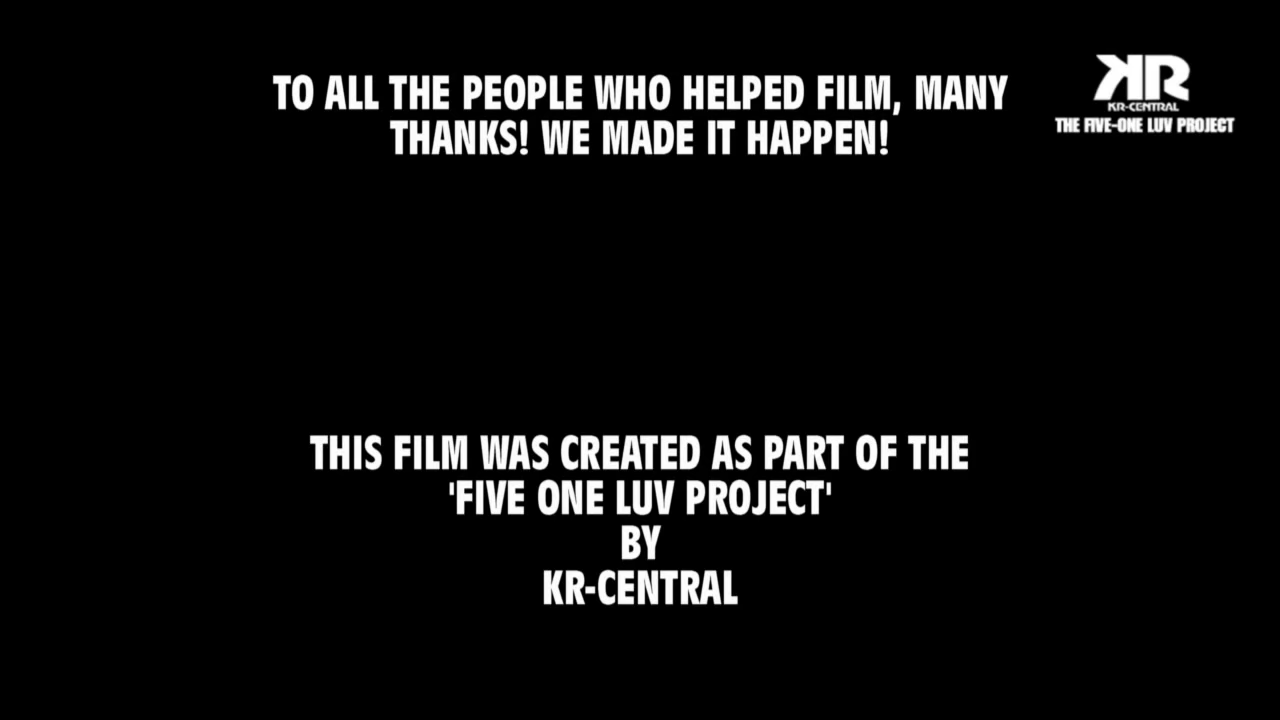 TO ALL THE PEOPLE WHO HELPED FILM, MANY
THANKS! WE MADE IT HAPPEN!
KR
KR-CENTRAL
THE FIVE-ONE LUV PROJECT
THIS FILM WAS CREATED AS PART OF THE
'FIVE ONE LUV PROJECT'
BY
KR-CENTRAL